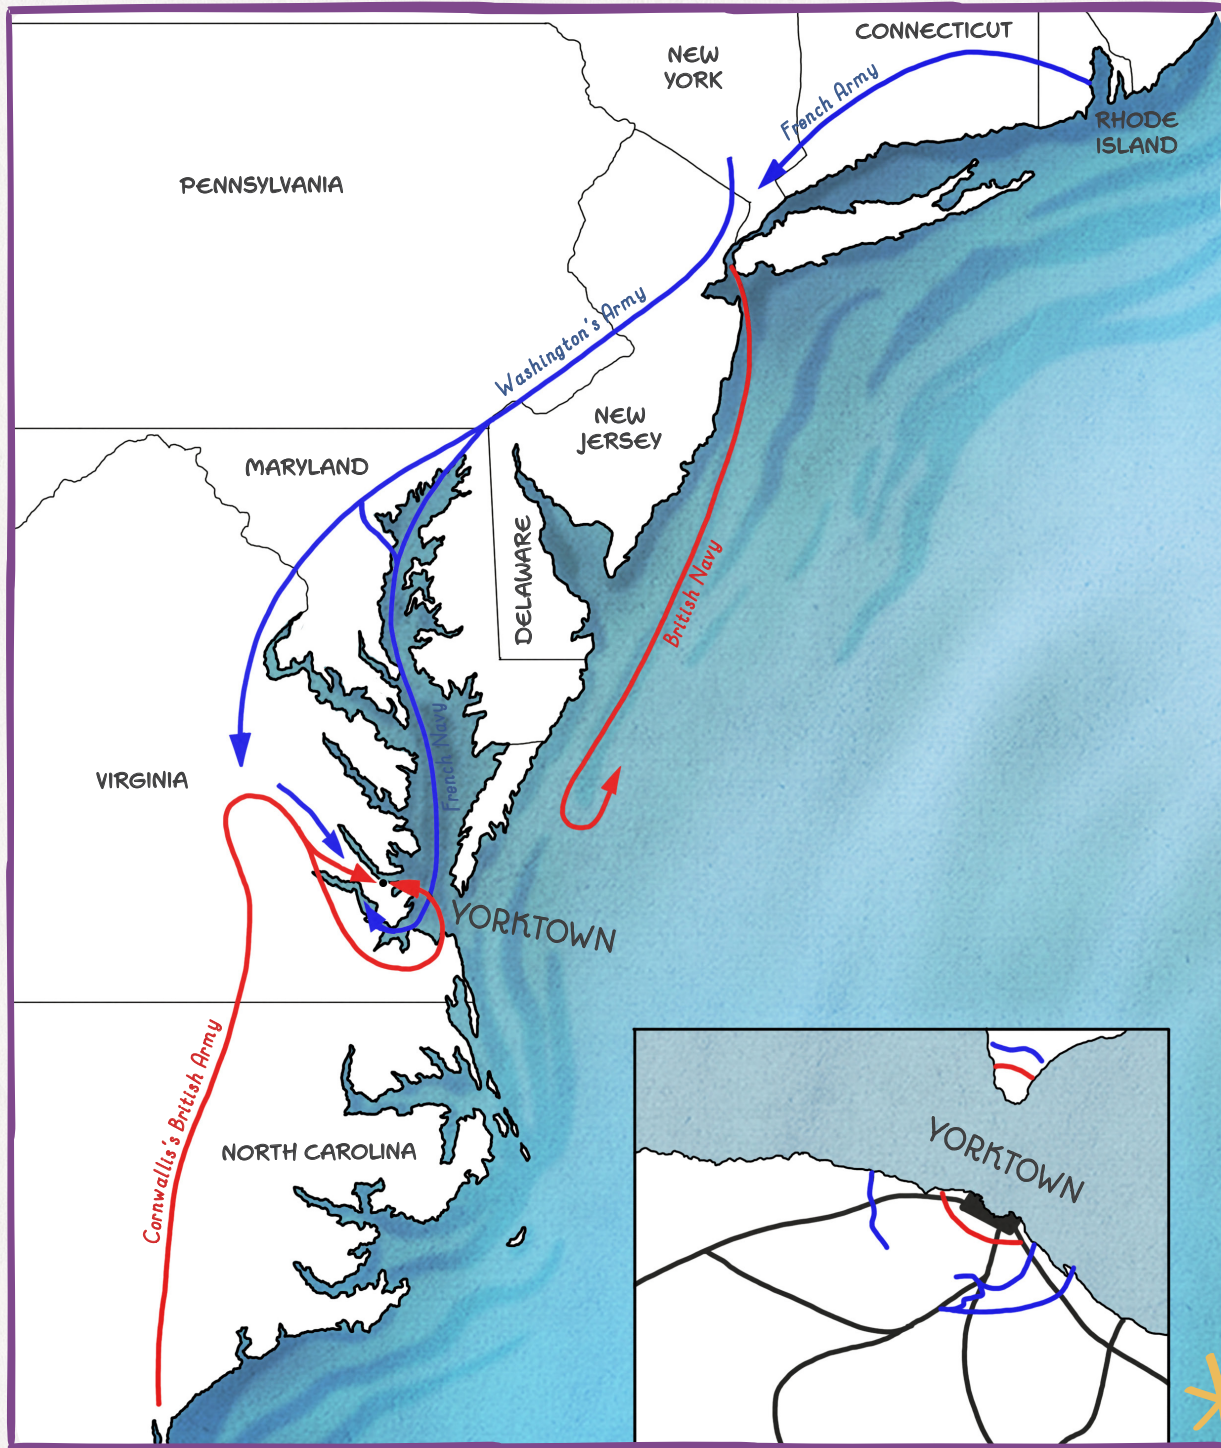 CONNECTICUT
NEW
YORK
French Army
RHODE
ISLAND
PENNSYLVANIA
Washington's Army
NEW
JERSEY
MARYLAND
DELAWARE
British Navy
French Navy
VIRGINIA
YORKTOWN
Cornwallis's British Army
NORTH CAROLINA
YORKTOWN